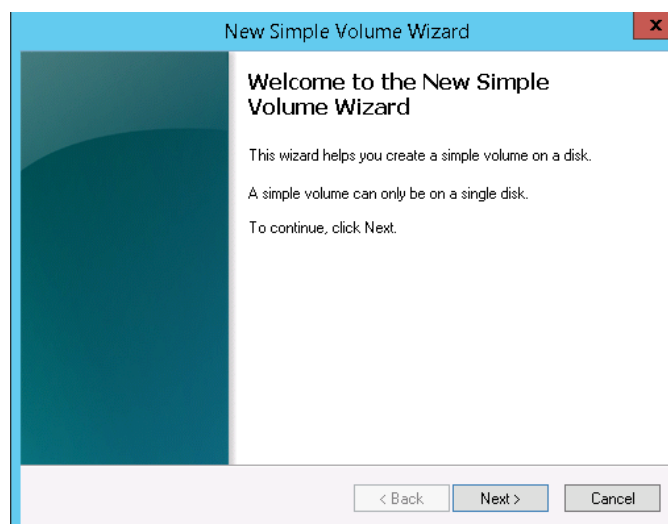 New Simple Volume Wizard
x
Welcome to the New Simple
Volume Wizard
This wizard helps you create a simple volume on a disk.
A simple volume can only be on a single disk.
To continue, click Next.
< Back
Next >
Cancel